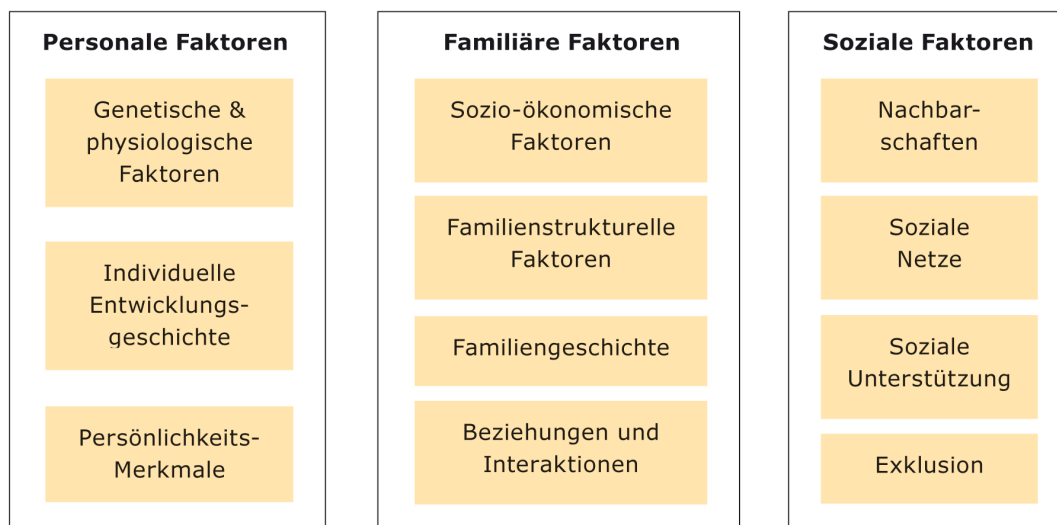 Personale Faktoren
Genetische &
physiologische
Faktoren
Individuelle
Entwicklungs-
geschichte
Persönlichkeits-
Merkmale
Familiäre Faktoren
Sozio-ökonomische
Faktoren
Familienstrukturelle
Faktoren
Familiengeschichte
Beziehungen und
Interaktionen
Soziale Faktoren
Nachbar-
schaften
Soziale
Netze
Soziale
Unterstützung
Exklusion